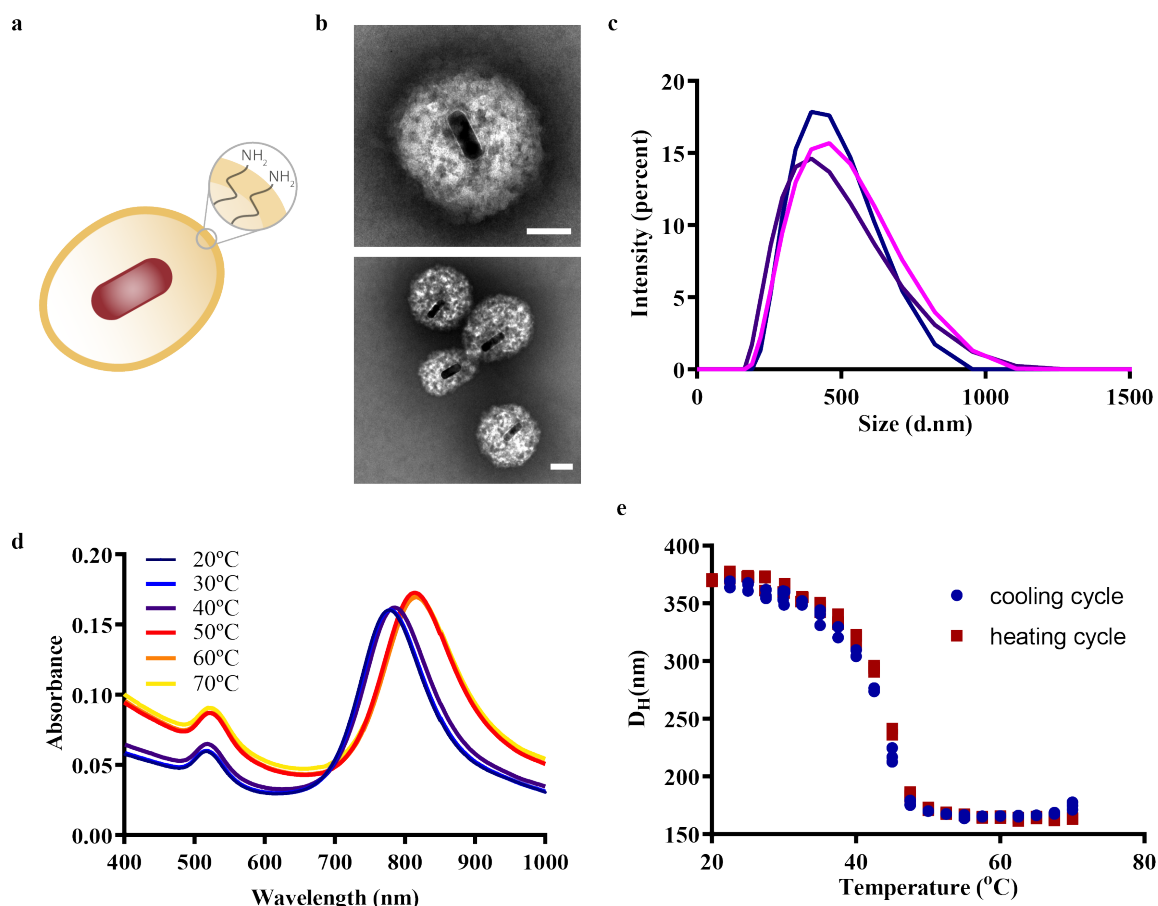 a
NH2
NH2
b
c
20
15
10
5
0
Intensity (percent)
0
500
1000
1500
Size (d.nm)
d
0.20
0.15
0.10
0.05
0.00
Absorbance
20ºC
30ºC
40ºC
50ºC
60ºC
70ºC
400
500
600
700
800
900
1000
Wavelength (nm)
e
400
350
300
250
200
150
DH(nm)
cooling cycle
heating cycle
20
40
60
80
Temperature (oC)